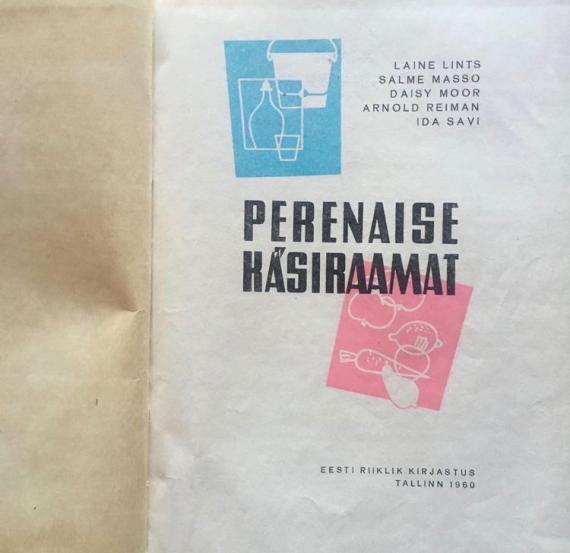 LAINE LINTS
SALME MASSO
DAISY MOOR
ARNOLD REIMAN
IDA SAVI
PERENAISE
KÄSIRAAMAT
EESTI RIIKLIK KIRJASTUS
TALLINN 1960